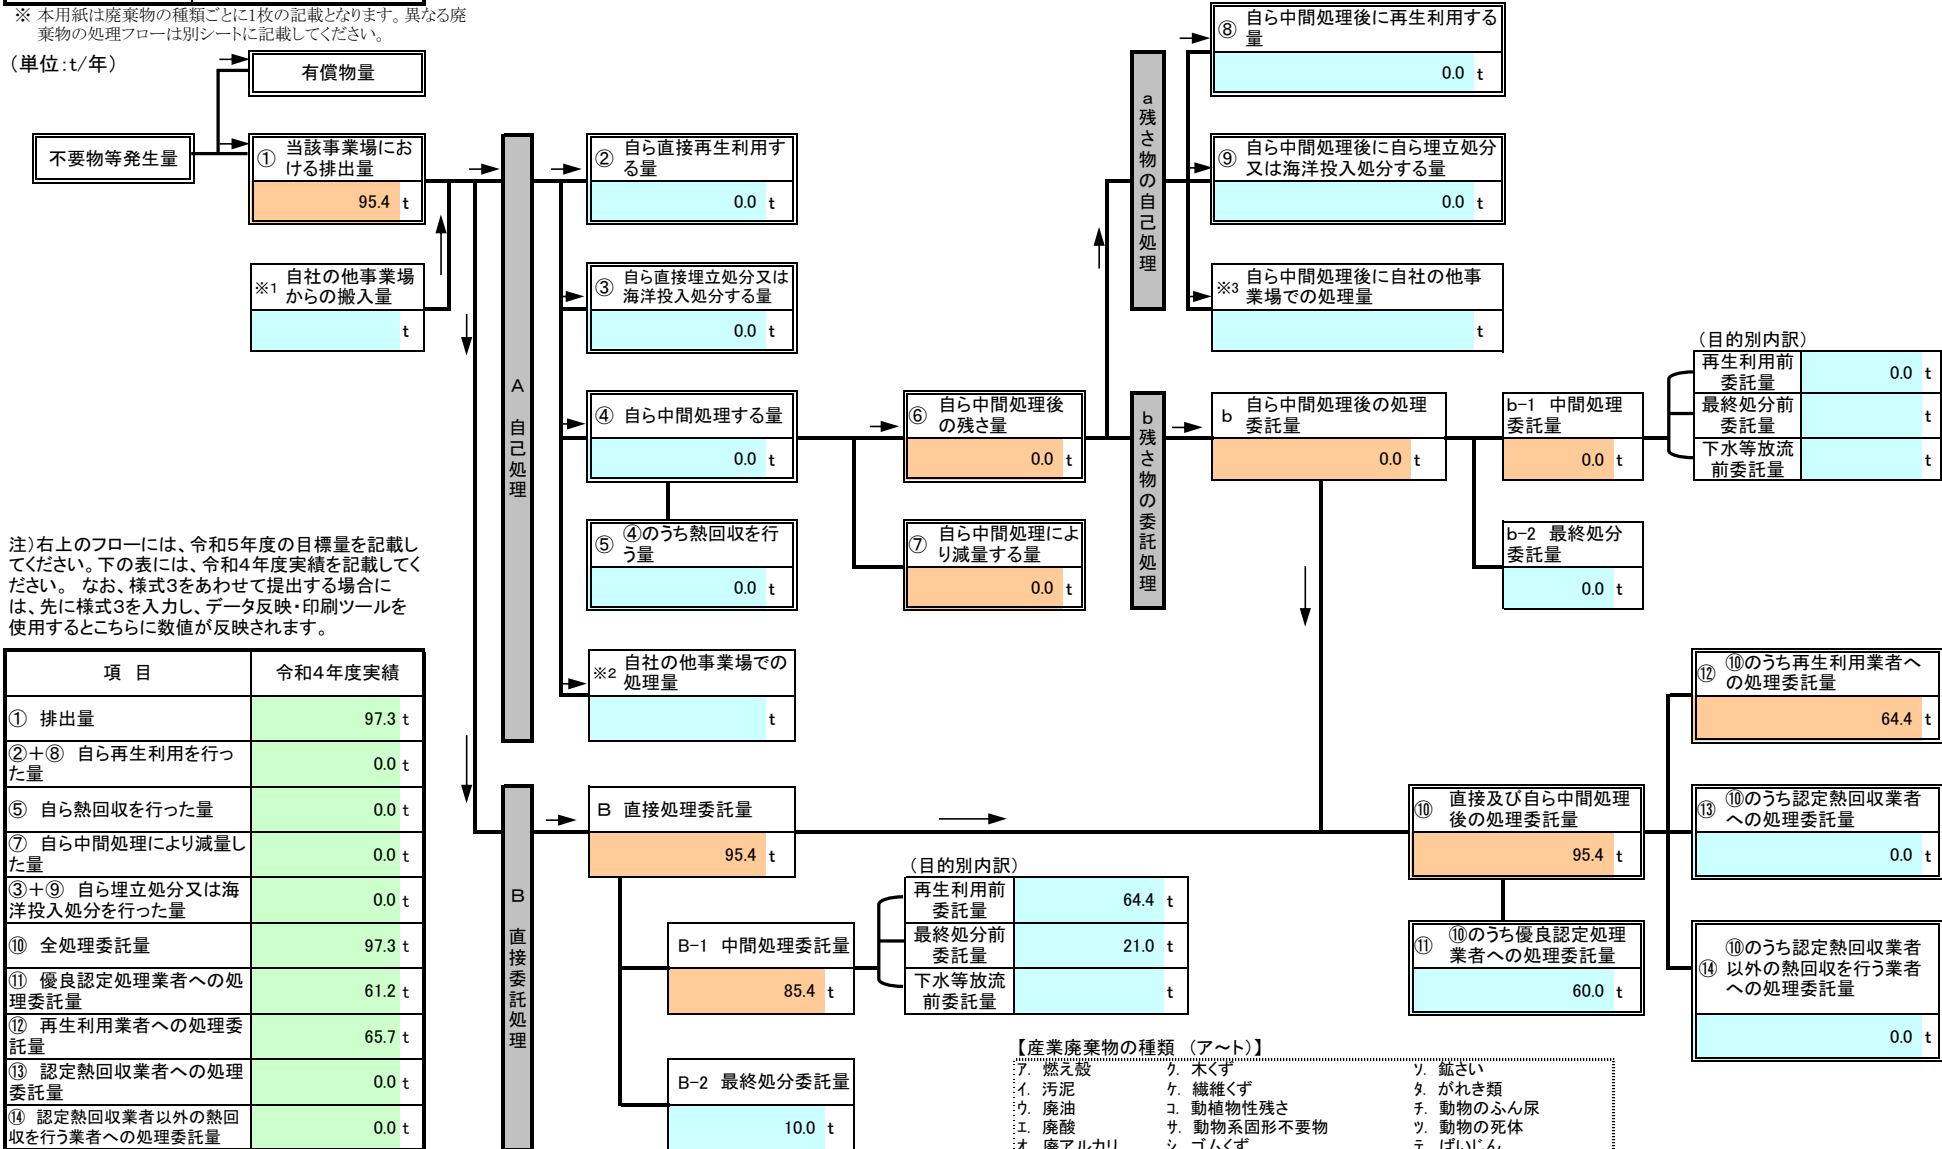 ※ 本用紙は廃棄物の種類ごとに1枚の記載となります。異なる廃
棄物の処理フローは別シートに記載してください。
(単位:t/年)
有償物量
不要物等発生量
① 当該事業場にお
ける排出量
95.4 t
※1 自社の他事業場
からの搬入量
t
A 自己処理
② 自ら直接再生利用す
る量
0.0 t
③ 自ら直接埋立処分又は
海洋投入処分する量
0.0 t
④ 自ら中間処理する量
0.0 t
⑤ ④のうち熱回収を行
う量
0.0 t
※2 自社の他事業場での
処理量
t
⑥ 自ら中間処理後
の残さ量
0.0 t
⑦ 自ら中間処理によ
り減量する量
0.0 t
a残さ物の自己処理
⑧ 自ら中間処理後に再生利用する
量
0.0 t
⑨ 自ら中間処理後に自ら埋立処分
又は海洋投入処分する量
0.0 t
※3 自ら中間処理後に自社の他事
業場での処理量
t
b残さ物の委託処理
b 自ら中間処理後の処理
委託量
0.0 t
b-1 中間処理
委託量
0.0 t
(目的別内訳)
再生利用前
委託量
0.0 t
最終処分前
委託量
t
下水等放流
前委託量
t
b-2 最終処分
委託量
0.0 t
注)右上のフローには、令和5年度の目標量を記載し
てください。下の表には、令和4年度実績を記載してく
ださい。 なお、様式3をあわせて提出する場合に
は、先に様式3を入力し、データ反映・印刷ツールを
使用するとこちらに数値が反映されます。
項 目 令和4年度実績
① 排出量 97.3 t
②+⑧ 自ら再生利用を行っ
た量
0.0 t
⑤ 自ら熱回収を行った量 0.0 t
⑦ 自ら中間処理により減量し
た量
0.0 t
③+⑨ 自ら埋立処分又は海
洋投入処分を行った量
0.0 t
⑩ 全処理委託量 97.3 t
⑪ 優良認定処理業者への処
理委託量
61.2 t
⑫ 再生利用業者への処理委
託量
65.7 t
⑬ 認定熱回収業者への処理
委託量
0.0 t
⑭ 認定熱回収業者以外の熱回
収を行う業者への処理委託量
0.0 t
B 直接委託処理
B 直接処理委託量
95.4 t
B-1 中間処理委託量
85.4 t
(目的別内訳)
再生利用前
委託量
64.4 t
最終処分前
委託量
21.0 t
下水等放流
前委託量
t
B-2 最終処分委託量
10.0 t
⑩ 直接及び自ら中間処理
後の処理委託量
95.4 t
⑪ ⑩のうち優良認定処理
業者への処理委託量
60.0 t
⑫ ⑩のうち再生利用業者へ
の処理委託量
64.4 t
⑬ ⑩のうち認定熱回収業者
への処理委託量
0.0 t
⑭ ⑩のうち認定熱回収業者
以外の熱回収を行う業者
への処理委託量
0.0 t
【産業廃棄物の種類 (ア～ト)】
ア. 燃え殻 ク. 木くず ソ. 鉱さい
イ. 汚泥 ケ. 繊維くず タ. がれき類
ウ. 廃油 コ. 動植物性残さ チ. 動物のふん尿
エ. 廃酸 サ. 動物系固形不要物 ツ. 動物の死体
オ. 廃アルカリ シ. ゴムくず テ. ばいじん